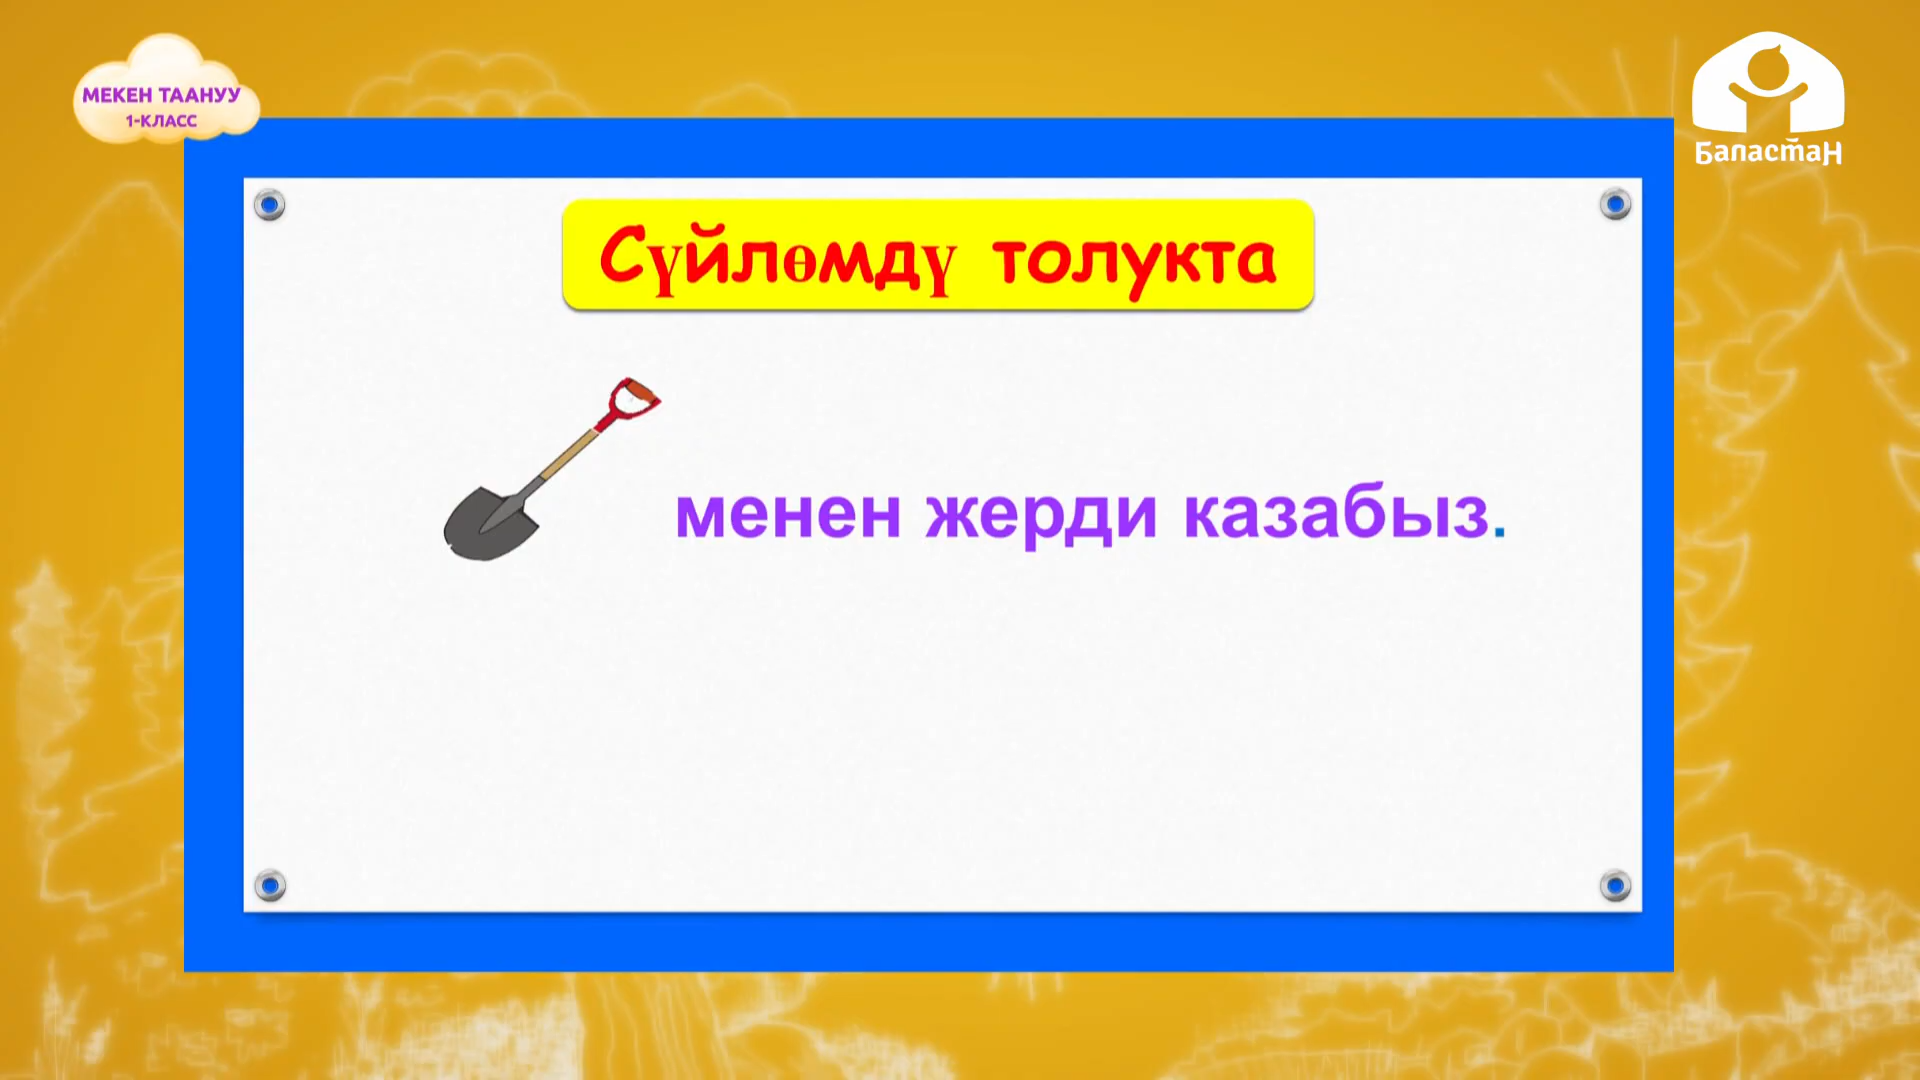 МЕКЕН ТААНУУ
1-КЛАСС
Баластан
Сүйлөмдү толукта
менен жерди казабыз.